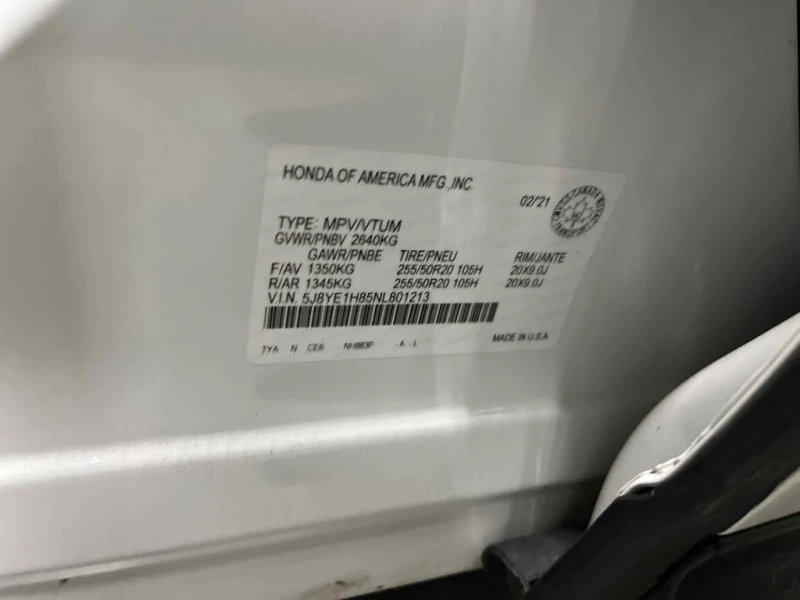 HONDA OF AMERICA MFG.,INC.
02/21
TYPE: MPV/VTUM
GVWR/PNBV 2640KG
GAWR/PNBE TIRE/PNEU RIM/JANTE
F/AV 1350KG 255/50R20 105H 20X9.0J
R/AR 1345KG 255/50R20 105H 20X9.0J
V.I.N. 5J8YE1H85NL801213
TYA N CE6 NH883P -A -L
MADE IN U.S.A.